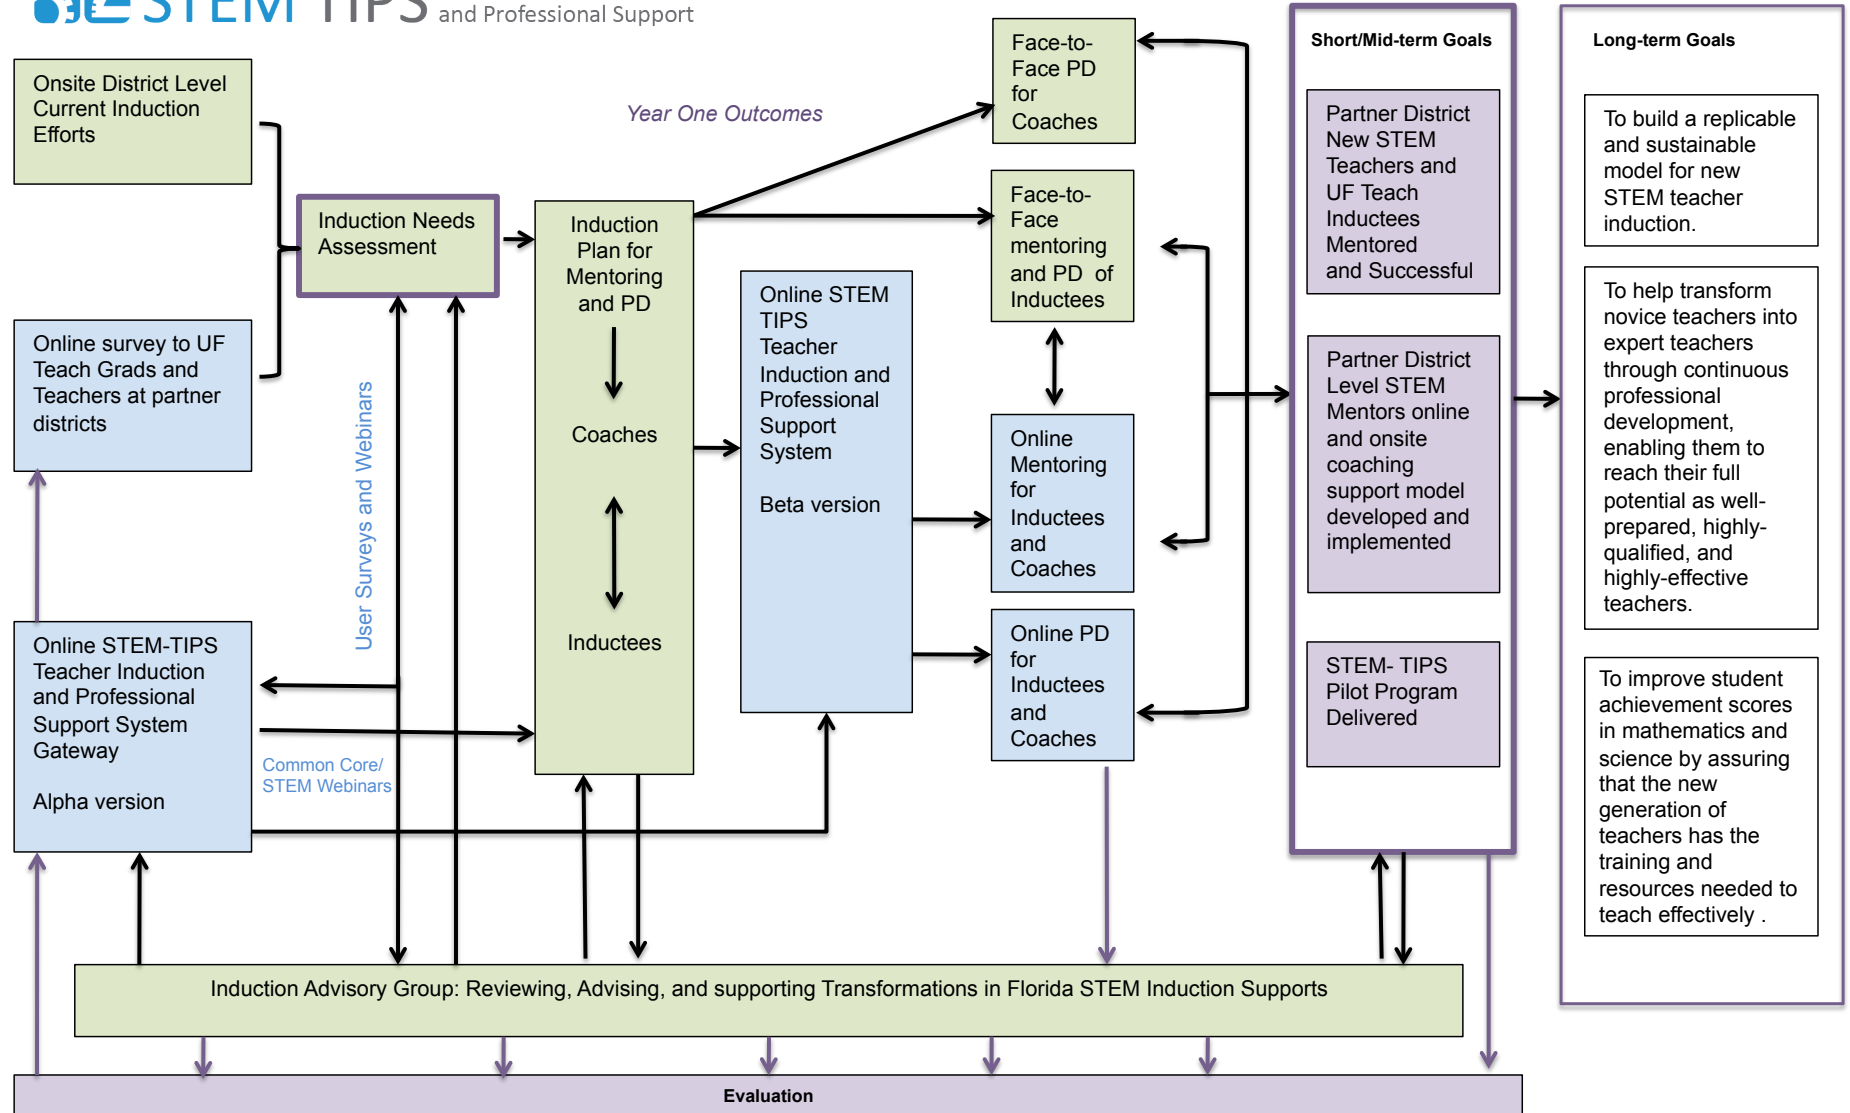 STEM TIPS and Professional Support
Onsite District Level
Current Induction
Efforts
Online survey to UF
Teach Grads and
Teachers at partner
districts
Online STEM-TIPS
Teacher Induction
and Professional
Support System
Gateway
Alpha version
Induction Needs
Assessment
User Surveys and Webinars
Common Core/
STEM Webinars
Year One Outcomes
Induction
Plan for
Mentoring
and PD
Coaches
Inductees
Online STEM
TIPS
Teacher
Induction and
Professional
Support
System
Beta version
Face-to-
Face PD
for
Coaches
Face-to-
Face
mentoring
and PD of
Inductees
Online
Mentoring
for
Inductees
and
Coaches
Online PD
for
Inductees
and
Coaches
Short/Mid-term Goals
Partner District
New STEM
Teachers and
UF Teach
Inductees
Mentored
and Successful
Partner District
Level STEM
Mentors online
and onsite
coaching
support model
developed and
implemented
STEM- TIPS
Pilot Program
Delivered
Long-term Goals
To build a replicable
and sustainable
model for new
STEM teacher
induction.
To help transform
novice teachers into
expert teachers
through continuous
professional
development,
enabling them to
reach their full
potential as well-
prepared, highly-
qualified, and
highly-effective
teachers.
To improve student
achievement scores
in mathematics and
science by assuring
that the new
generation of
teachers has the
training and
resources needed to
teach effectively .
Induction Advisory Group: Reviewing, Advising, and supporting Transformations in Florida STEM Induction Supports
Evaluation